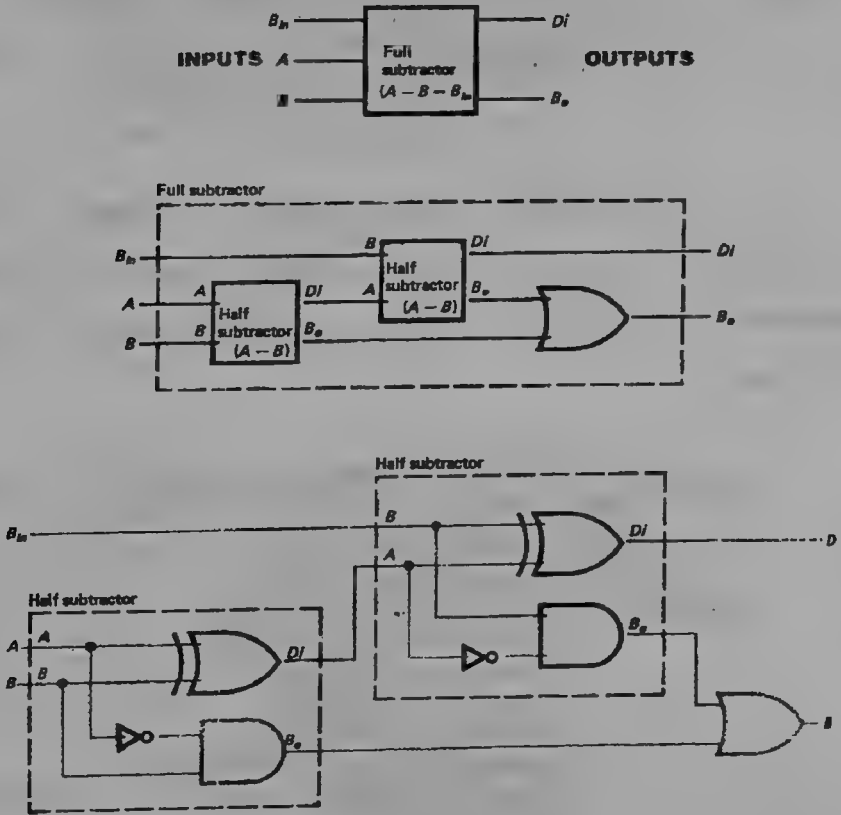 B_in Di
INPUTS A Full subtractor (A – B – B_in OUTPUTS
B_o
Full subtractor
B_in B Di Di
Half subtractor (A – B)
A A Di A B_o B_o
B B Half subtractor (A – B) B_o
Half subtractor
B_in B Di D
A
Half subtractor
A A Di B_o
B B
B_o